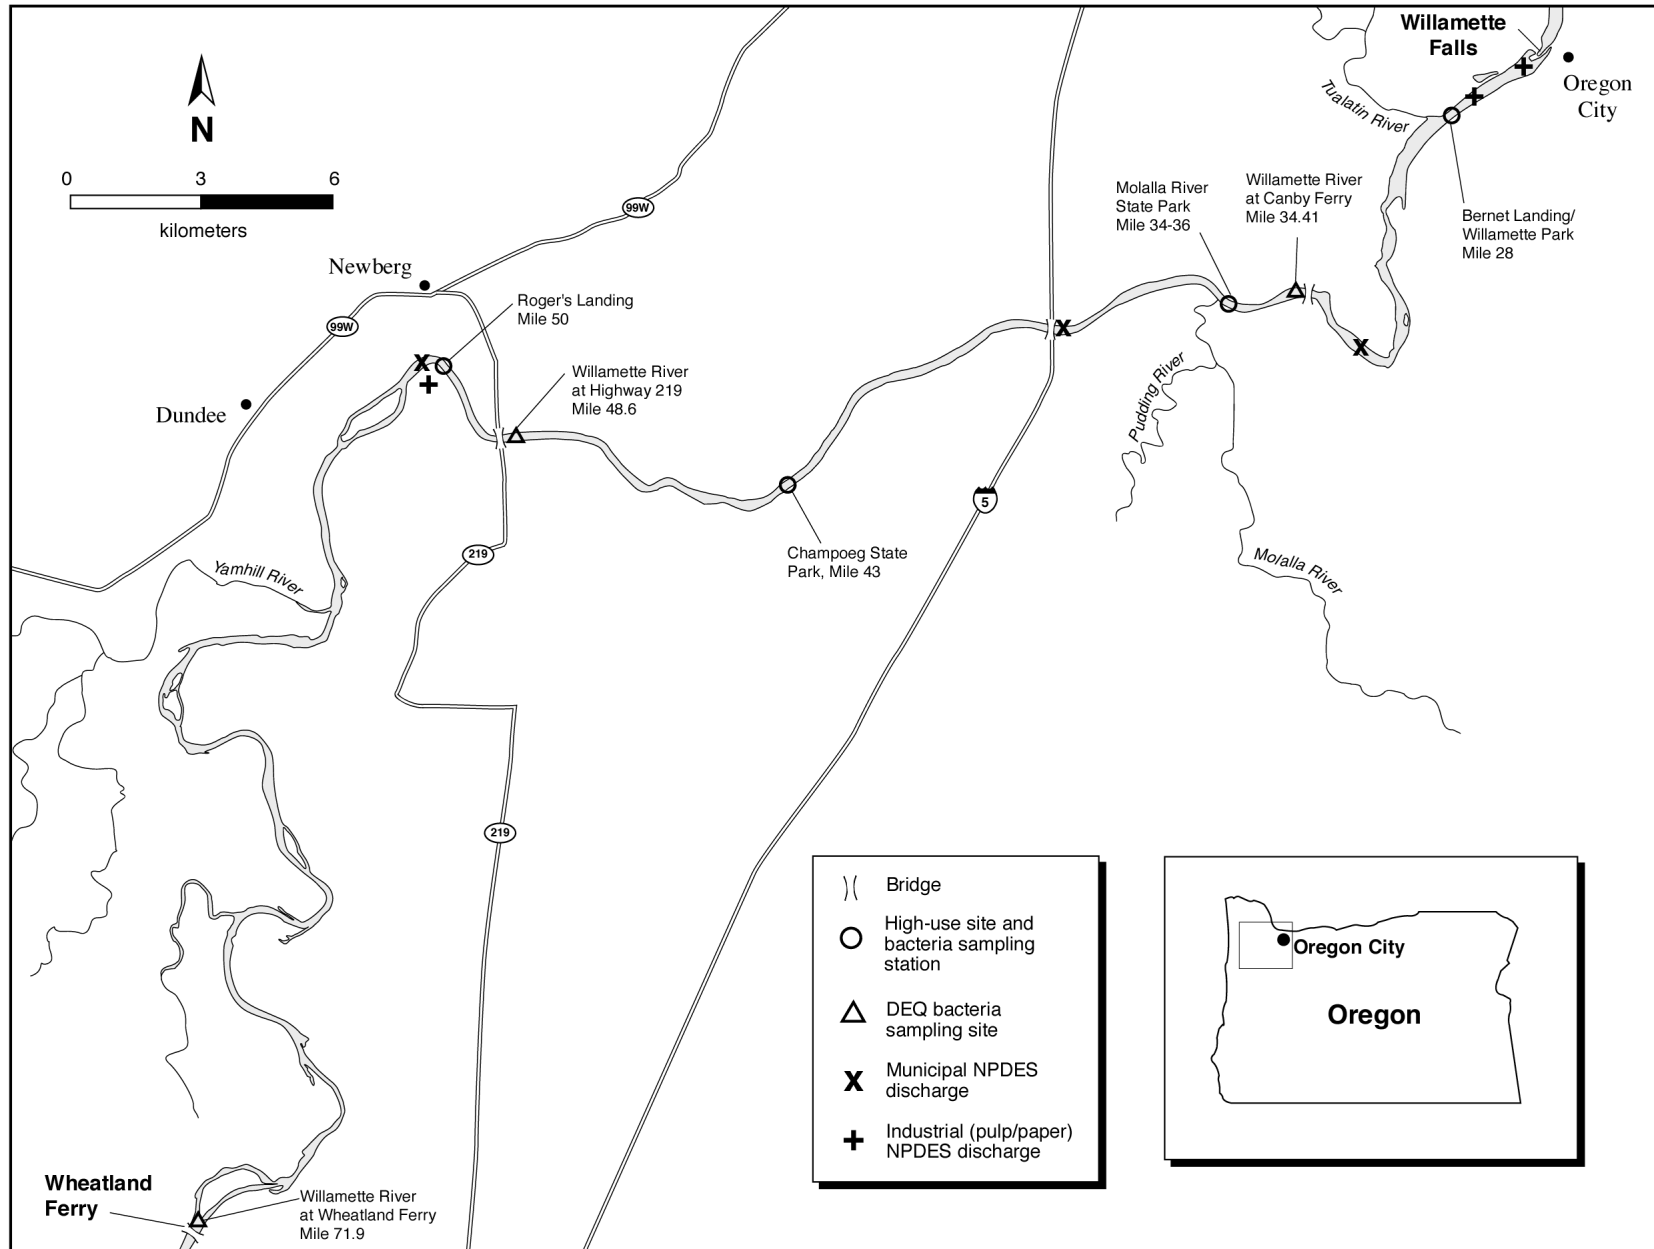 Willamette
Falls
Oregon
City
Tualatin River
N
0 3 6
kilometers
99W
Molalla River
State Park
Mile 34-36
Willamette River
at Canby Ferry
Mile 34.41
Bernet Landing/
Willamette Park
Mile 28
Newberg
Roger's Landing
Mile 50
99W
Willamette River
at Highway 219
Mile 48.6
Dundee
Pudding River
5
Champoeg State
Park, Mile 43
219
Yamhill River
Molalla River
219
Bridge
High-use site and
bacteria sampling
station
DEQ bacteria
sampling site
Municipal NPDES
discharge
Industrial (pulp/paper)
NPDES discharge
Oregon City
Oregon
Wheatland
Ferry
Willamette River
at Wheatland Ferry
Mile 71.9